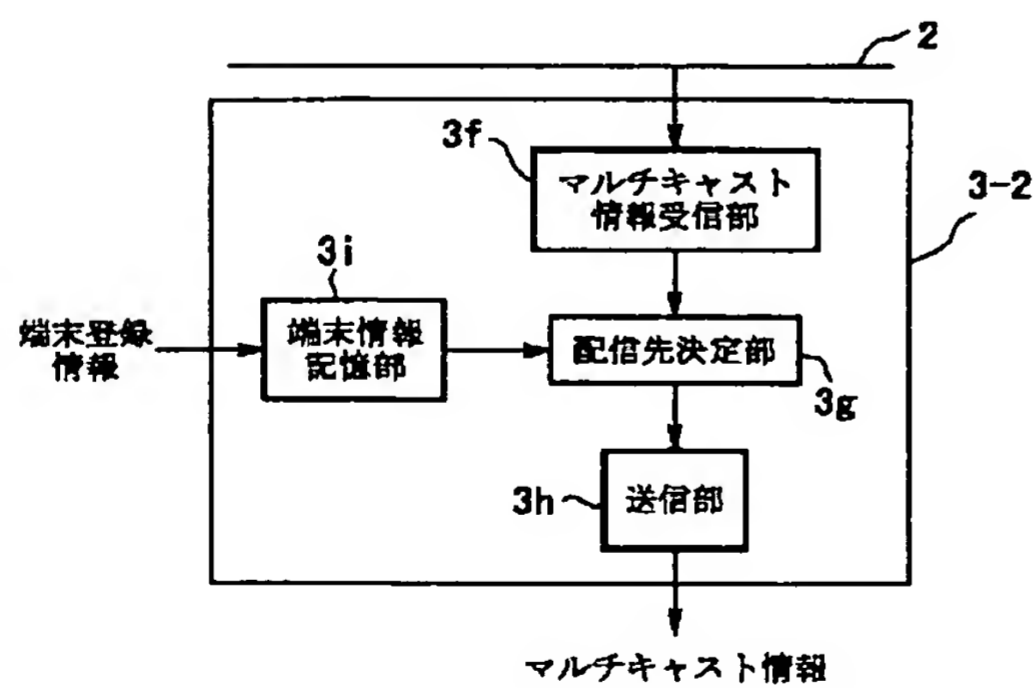 2
3f
マルチキャスト
情報受信部
3-2
3i
端末登録
情報
端末情報
記憶部
配信先決定部
3g
3h
送信部
マルチキャスト情報